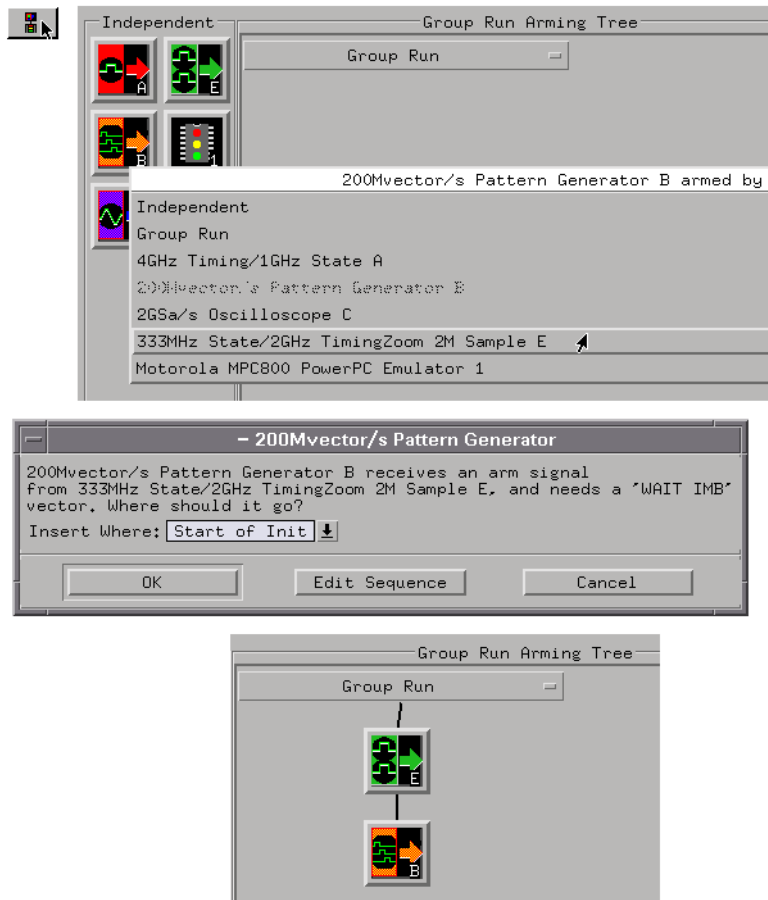 Independent
Group Run Arming Tree
Group Run
A
E
B
1
200Mvector/s Pattern Generator B armed by
Independent
Group Run
4GHz Timing/1GHz State A
200Mvector/s Pattern Generator B
2GSa/s Oscilloscope C
333MHz State/2GHz TimingZoom 2M Sample E
Motorola MPC800 PowerPC Emulator 1
– 200Mvector/s Pattern Generator
200Mvector/s Pattern Generator B receives an arm signal
from 333MHz State/2GHz TimingZoom 2M Sample E, and needs a "WAIT IMB"
vector. Where should it go?
Insert Where: Start of Init
OK
Edit Sequence
Cancel
Group Run Arming Tree
Group Run
E
B